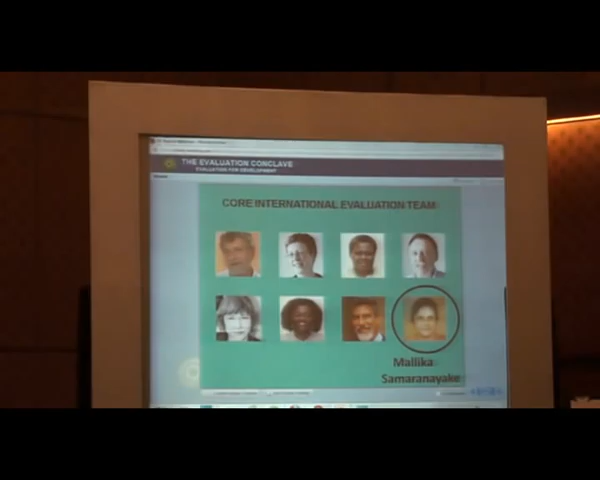 THE EVALUATION CONCLAVE
EVALUATION FOR DEVELOPMENT
CORE INTERNATIONAL EVALUATION TEAM
Mallika
Samaranayake